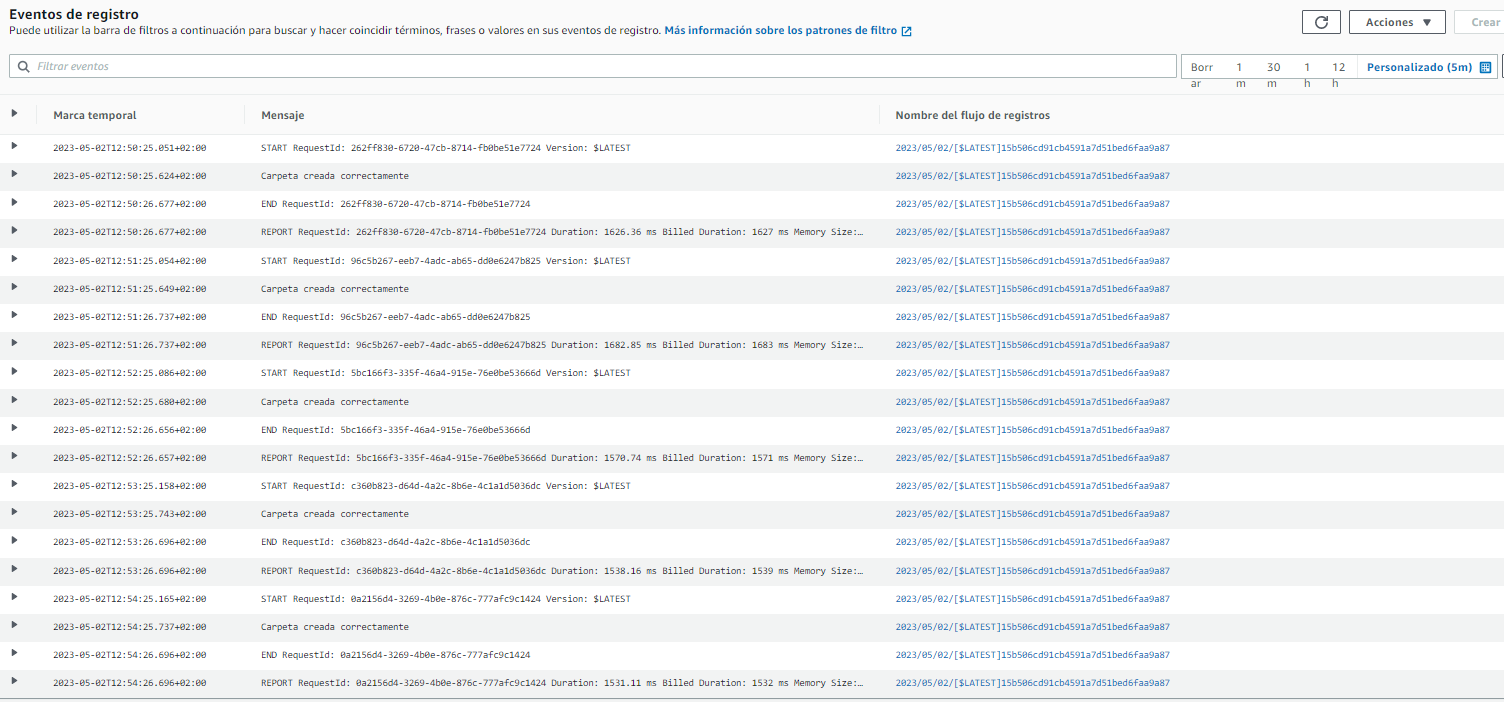 Eventos de registro
Puede utilizar la barra de filtros a continuación para buscar y hacer coincidir términos, frases o valores en sus eventos de registro. Más información sobre los patrones de filtro
Acciones ▼
Crear
Filtrar eventos
Borrar 1m 30m 1h 12h Personalizado (5m)
Marca temporal Mensaje Nombre del flujo de registros
2023-05-02T12:50:25.051+02:00 START RequestId: 262ff830-6720-47cb-8714-fb0be51e7724 Version: $LATEST 2023/05/02/[$LATEST]15b506cd91cb4591a7d51bed6faa9a87
2023-05-02T12:50:25.624+02:00 Carpeta creada correctamente 2023/05/02/[$LATEST]15b506cd91cb4591a7d51bed6faa9a87
2023-05-02T12:50:26.677+02:00 END RequestId: 262ff830-6720-47cb-8714-fb0be51e7724 2023/05/02/[$LATEST]15b506cd91cb4591a7d51bed6faa9a87
2023-05-02T12:50:26.677+02:00 REPORT RequestId: 262ff830-6720-47cb-8714-fb0be51e7724 Duration: 1626.36 ms Billed Duration: 1627 ms Memory Size:… 2023/05/02/[$LATEST]15b506cd91cb4591a7d51bed6faa9a87
2023-05-02T12:51:25.054+02:00 START RequestId: 96c5b267-eeb7-4adc-ab65-dd0e6247b825 Version: $LATEST 2023/05/02/[$LATEST]15b506cd91cb4591a7d51bed6faa9a87
2023-05-02T12:51:25.649+02:00 Carpeta creada correctamente 2023/05/02/[$LATEST]15b506cd91cb4591a7d51bed6faa9a87
2023-05-02T12:51:26.737+02:00 END RequestId: 96c5b267-eeb7-4adc-ab65-dd0e6247b825 2023/05/02/[$LATEST]15b506cd91cb4591a7d51bed6faa9a87
2023-05-02T12:51:26.737+02:00 REPORT RequestId: 96c5b267-eeb7-4adc-ab65-dd0e6247b825 Duration: 1682.85 ms Billed Duration: 1683 ms Memory Size:… 2023/05/02/[$LATEST]15b506cd91cb4591a7d51bed6faa9a87
2023-05-02T12:52:25.086+02:00 START RequestId: 5bc166f3-335f-46a4-915e-76e0be53666d Version: $LATEST 2023/05/02/[$LATEST]15b506cd91cb4591a7d51bed6faa9a87
2023-05-02T12:52:25.680+02:00 Carpeta creada correctamente 2023/05/02/[$LATEST]15b506cd91cb4591a7d51bed6faa9a87
2023-05-02T12:52:26.656+02:00 END RequestId: 5bc166f3-335f-46a4-915e-76e0be53666d 2023/05/02/[$LATEST]15b506cd91cb4591a7d51bed6faa9a87
2023-05-02T12:52:26.657+02:00 REPORT RequestId: 5bc166f3-335f-46a4-915e-76e0be53666d Duration: 1570.74 ms Billed Duration: 1571 ms Memory Size:… 2023/05/02/[$LATEST]15b506cd91cb4591a7d51bed6faa9a87
2023-05-02T12:53:25.158+02:00 START RequestId: c360b823-d64d-4a2c-8b6e-4c1a1d5036dc Version: $LATEST 2023/05/02/[$LATEST]15b506cd91cb4591a7d51bed6faa9a87
2023-05-02T12:53:25.743+02:00 Carpeta creada correctamente 2023/05/02/[$LATEST]15b506cd91cb4591a7d51bed6faa9a87
2023-05-02T12:53:26.696+02:00 END RequestId: c360b823-d64d-4a2c-8b6e-4c1a1d5036dc 2023/05/02/[$LATEST]15b506cd91cb4591a7d51bed6faa9a87
2023-05-02T12:53:26.696+02:00 REPORT RequestId: c360b823-d64d-4a2c-8b6e-4c1a1d5036dc Duration: 1538.16 ms Billed Duration: 1539 ms Memory Size:… 2023/05/02/[$LATEST]15b506cd91cb4591a7d51bed6faa9a87
2023-05-02T12:54:25.165+02:00 START RequestId: 0a2156d4-3269-4b0e-876c-777afc9c1424 Version: $LATEST 2023/05/02/[$LATEST]15b506cd91cb4591a7d51bed6faa9a87
2023-05-02T12:54:25.737+02:00 Carpeta creada correctamente 2023/05/02/[$LATEST]15b506cd91cb4591a7d51bed6faa9a87
2023-05-02T12:54:26.696+02:00 END RequestId: 0a2156d4-3269-4b0e-876c-777afc9c1424 2023/05/02/[$LATEST]15b506cd91cb4591a7d51bed6faa9a87
2023-05-02T12:54:26.696+02:00 REPORT RequestId: 0a2156d4-3269-4b0e-876c-777afc9c1424 Duration: 1531.11 ms Billed Duration: 1532 ms Memory Size:… 2023/05/02/[$LATEST]15b506cd91cb4591a7d51bed6faa9a87